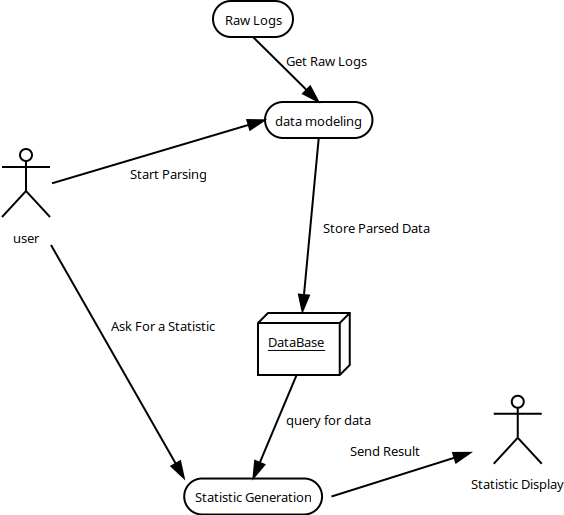 Raw Logs
Get Raw Logs
data modeling
Start Parsing
user
Store Parsed Data
Ask For a Statistic
DataBase
query for data
Send Result
Statistic Display
Statistic Generation